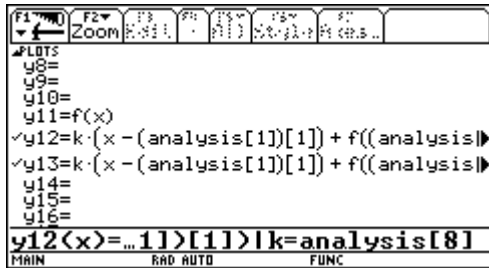 F1 F2 Zoom
PLOTS
y8=
y9=
y10=
y11=f(x)
✓y12=k·(x-(analysis[1])[1])+f((analysis▶
✓y13=k·(x-(analysis[1])[1])+f((analysis▶
y14=
y15=
y16=
y12(x)=…1])[1])|k=analysis[8]
MAIN RAD AUTO FUNC